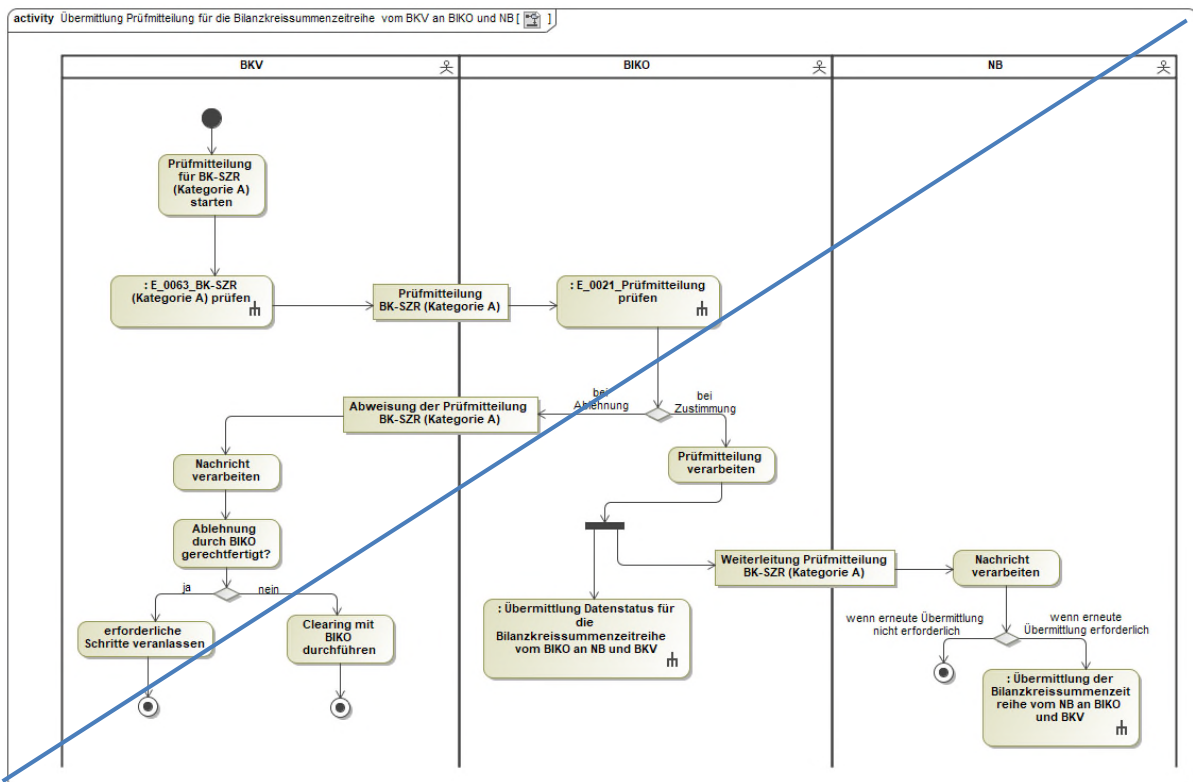 activity Übermittlung Prüfmitteilung für die Bilanzkreissummenzeitreihe vom BKV an BIKO und NB [ ]
BKV
BIKO
NB
Prüfmitteilung
für BK-SZR
(Kategorie A)
starten
: E_0063_BK-SZR
(Kategorie A) prüfen
Prüfmitteilung
BK-SZR (Kategorie A)
: E_0021_Prüfmitteilung
prüfen
bei
Ablehnung
bei
Zustimmung
Abweisung der Prüfmitteilung
BK-SZR (Kategorie A)
Nachricht
verarbeiten
Prüfmitteilung
verarbeiten
Ablehnung
durch BIKO
gerechtfertigt?
ja
nein
Weiterleitung Prüfmitteilung
BK-SZR (Kategorie A)
Nachricht
verarbeiten
erforderliche
Schritte veranlassen
Clearing mit
BIKO
durchführen
: Übermittlung Datenstatus für
die
Bilanzkreissummenzeitreihe
vom BIKO an NB und BKV
wenn erneute Übermittlung
nicht erforderlich
wenn erneute
Übermittlung erforderlich
: Übermittlung der
Bilanzkreissummenzeit
reihe vom NB an BIKO
und BKV